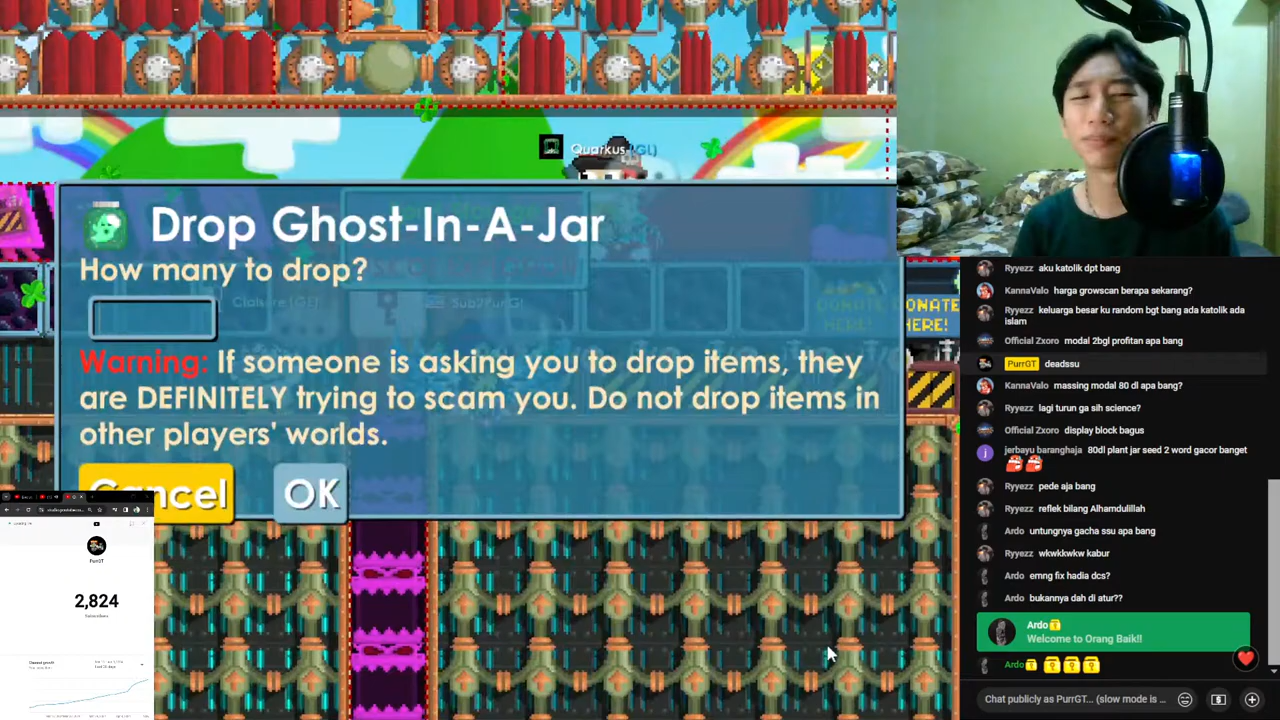 Quarkus (GL)
Drop Ghost-In-A-Jar
How many to drop?
Warning: If someone is asking you to drop items, they
are DEFINITELY trying to scam you. Do not drop items in
other players' worlds.
Cancel
OK
DONATE
HERE!
PurrGT
2,824
Ryyezz aku katolik dpt bang
KannaValo harga growscan berapa sekarang?
Ryyezz keluarga besar ku random bgt bang ada katolik ada
islam
Official Zxoro modal 2bgl profitan apa bang
PurrGT deadssu
KannaValo massing modal 80 dl apa bang?
Ryyezz lagi turun ga sih science?
Official Zxoro display block bagus
jerbayu baranghaja 80dl plant jar seed 2 word gacor banget
Ryyezz pede aja bang
Ryyezz reflek bilang Alhamdulillah
Ardo untungnya gacha ssu apa bang
Ryyezz wkwkkwkw kabur
Ardo emng fix hadia dcs?
Ardo bukannya dah di atur??
Ardo
Welcome to Orang Baik!!
Ardo
Chat publicly as PurrGT... (slow mode is ...